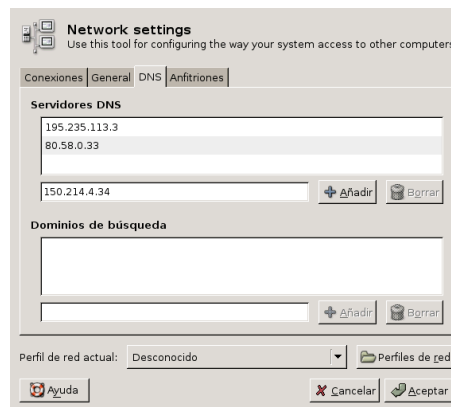 Network settings
Use this tool for configuring the way your system access to other computers
Conexiones General DNS Anfitriones
Servidores DNS
195.235.113.3
80.58.0.33
150.214.4.34 Añadir Borrar
Dominios de búsqueda
Añadir Borrar
Perfil de red actual: Desconocido Perfiles de red
Ayuda Cancelar Aceptar